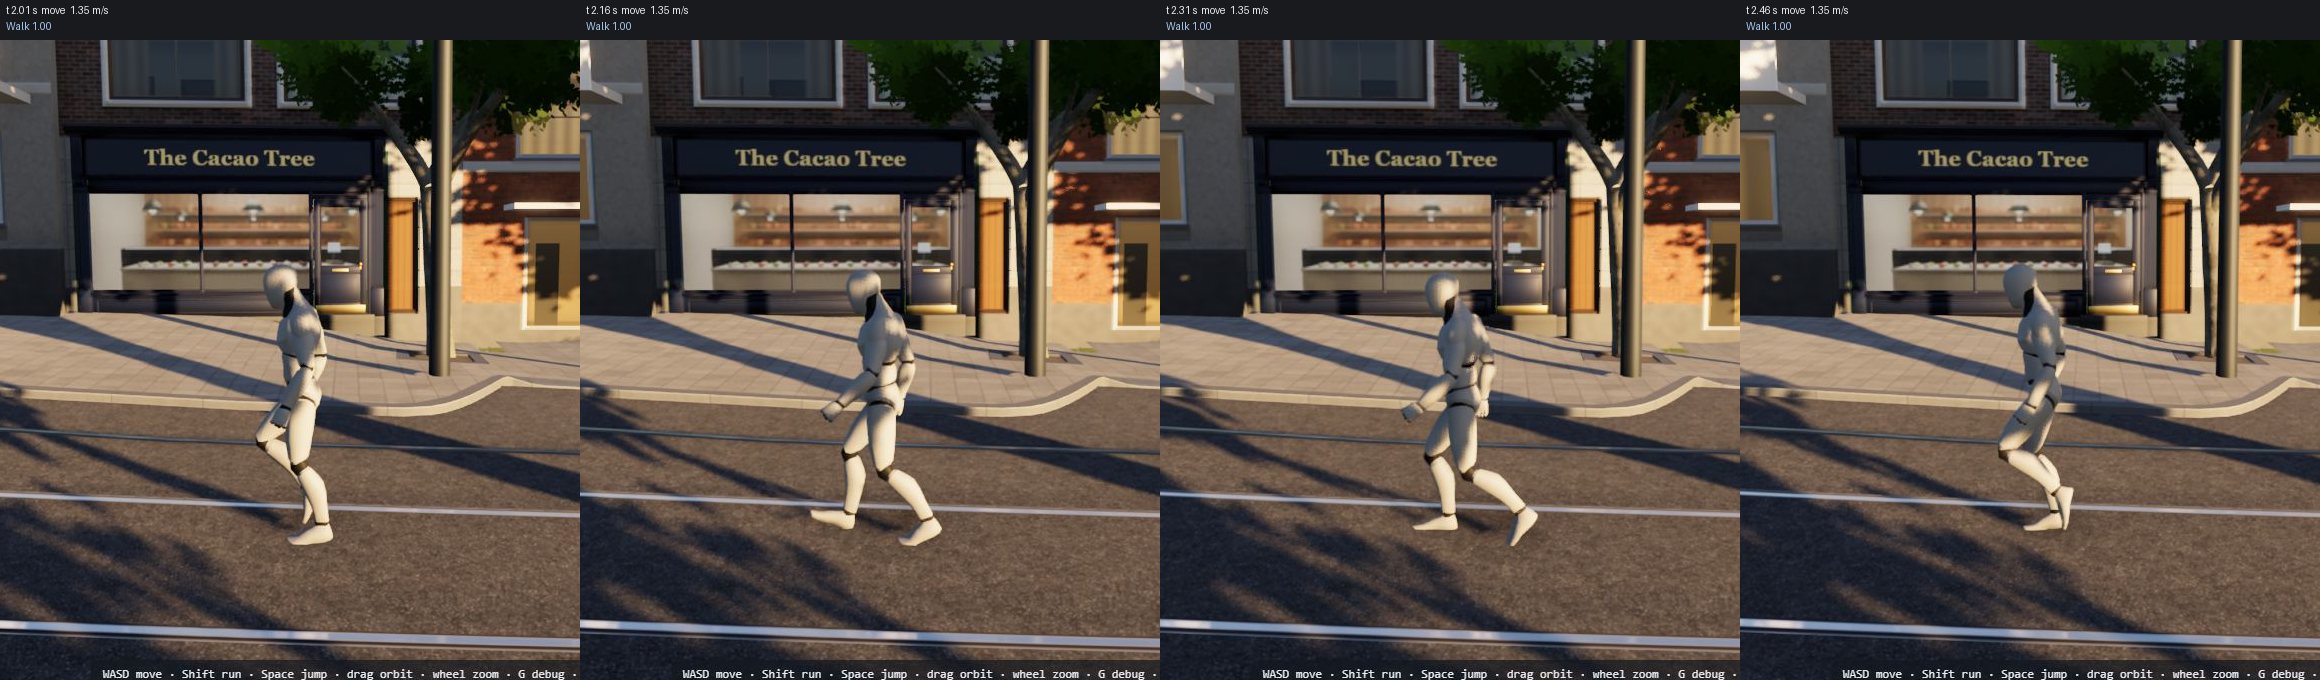 t 2.01 s move 1.35 m/s
Walk 1.00
The Cacao Tree
WASD move · Shift run · Space jump · drag orbit · wheel zoom · G debug ·
t 2.16 s move 1.35 m/s
Walk 1.00
The Cacao Tree
WASD move · Shift run · Space jump · drag orbit · wheel zoom · G debug ·
t 2.31 s move 1.35 m/s
Walk 1.00
The Cacao Tree
WASD move · Shift run · Space jump · drag orbit · wheel zoom · G debug ·
t 2.46 s move 1.35 m/s
Walk 1.00
The Cacao Tree
WASD move · Shift run · Space jump · drag orbit · wheel zoom · G debug ·